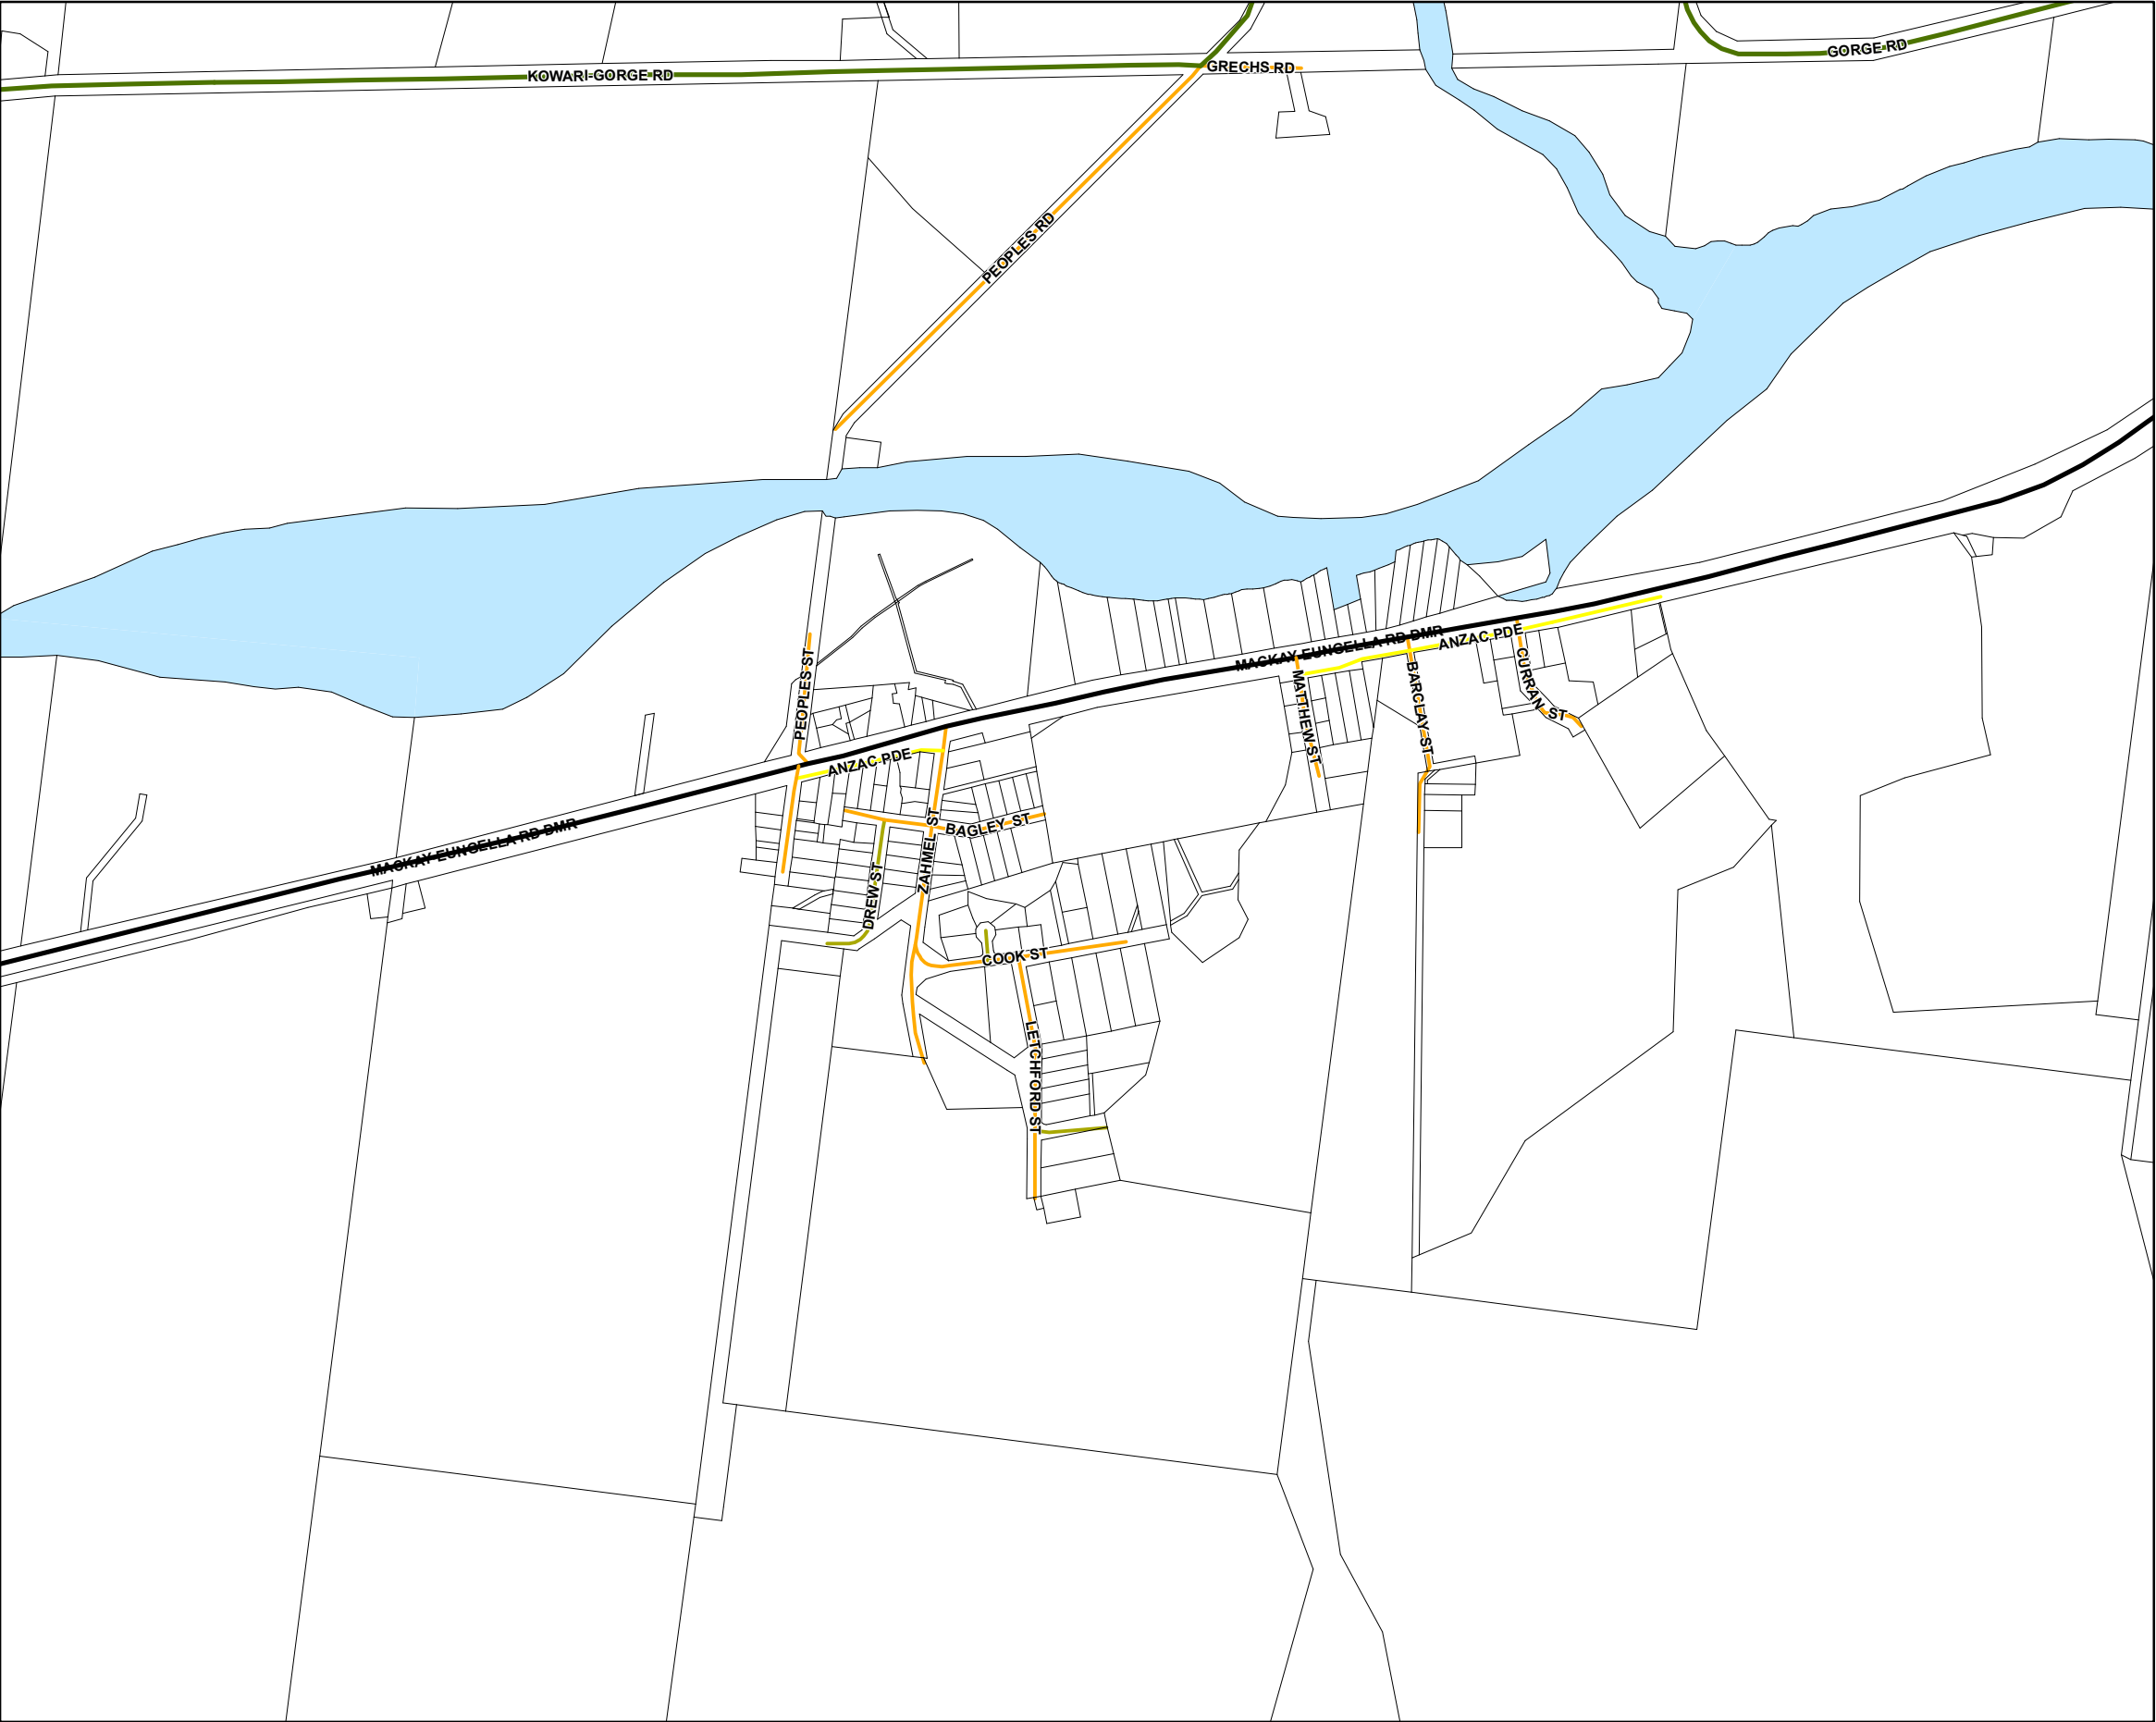 GORGE RD
GRECHS RD
KOWARI-GORGE RD
PEOPLES RD
MACKAY EUNGELLA RD DMR
ANZAC PDE
PEOPLES ST
CURRAN ST
BARCLAY ST
MATTHEW ST
ANZAC PDE
BAGLEY ST
ZAHMEL ST
MACKAY EUNGELLA RD DMR
DREW ST
COOK ST
LETCHFORD ST